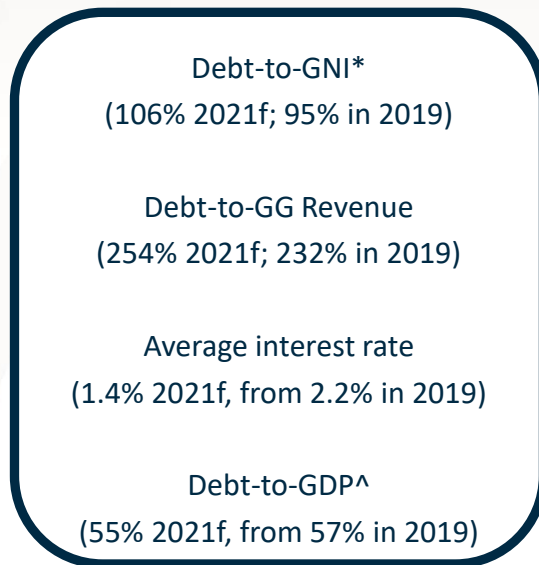 Debt-to-GNI*
(106% 2021f; 95% in 2019)
Debt-to-GG Revenue
(254% 2021f; 232% in 2019)
Average interest rate
(1.4% 2021f, from 2.2% in 2019)
Debt-to-GDP^
(55% 2021f, from 57% in 2019)